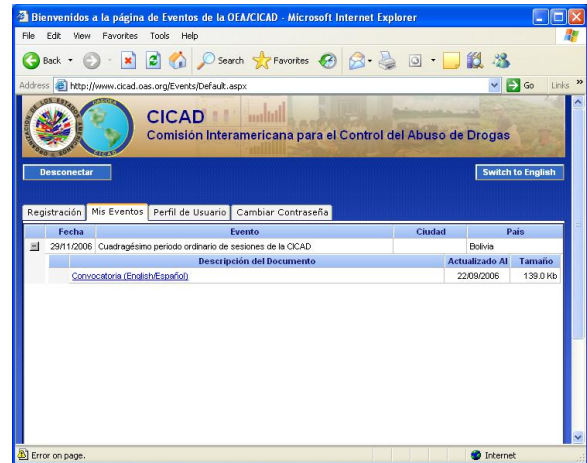 Bienvenidos a la página de Eventos de la OEA/CICAD - Microsoft Internet Explorer
File Edit View Favorites Tools Help
Back Search Favorites
Address http://www.cicad.oas.org/Events/Default.aspx Go Links »
CICAD
Comisión Interamericana para el Control del Abuso de Drogas
Desconectar Switch to English
Registración Mis Eventos Perfil de Usuario Cambiar Contraseña
Fecha Evento Ciudad País
29/11/2006 Cuadragésimo periodo ordinario de sesiones de la CICAD Bolivia
Descripción del Documento Actualizado Al Tamaño
Convocatoria (English/Español) 22/09/2006 139.0 Kb
Error on page. Internet